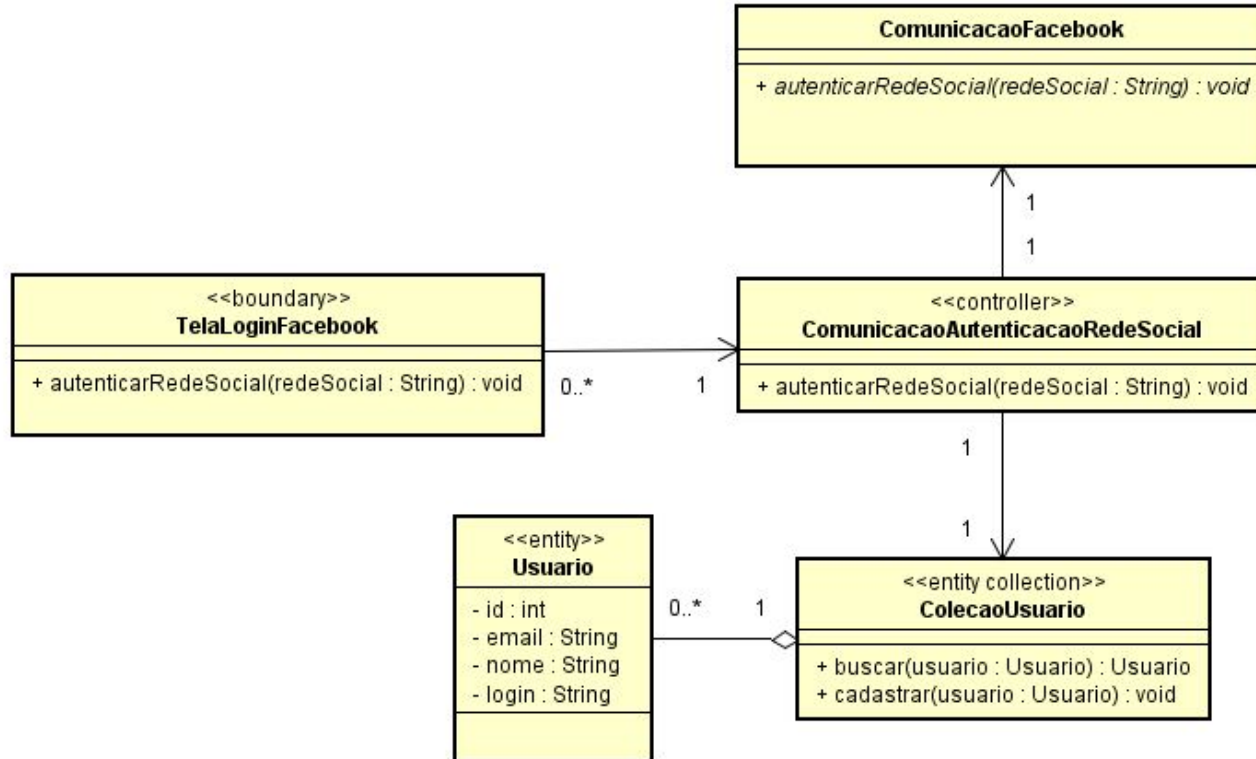 ComunicacaoFacebook
+ autenticarRedeSocial(redeSocial : String) : void
1
1
<<boundary>>
TelaLoginFacebook
+ autenticarRedeSocial(redeSocial : String) : void
0..*
1
<<controller>>
ComunicacaoAutenticacaoRedeSocial
+ autenticarRedeSocial(redeSocial : String) : void
1
1
<<entity>>
Usuario
- id : int
- email : String
- nome : String
- login : String
0..*
1
<<entity collection>>
ColecaoUsuario
+ buscar(usuario : Usuario) : Usuario
+ cadastrar(usuario : Usuario) : void